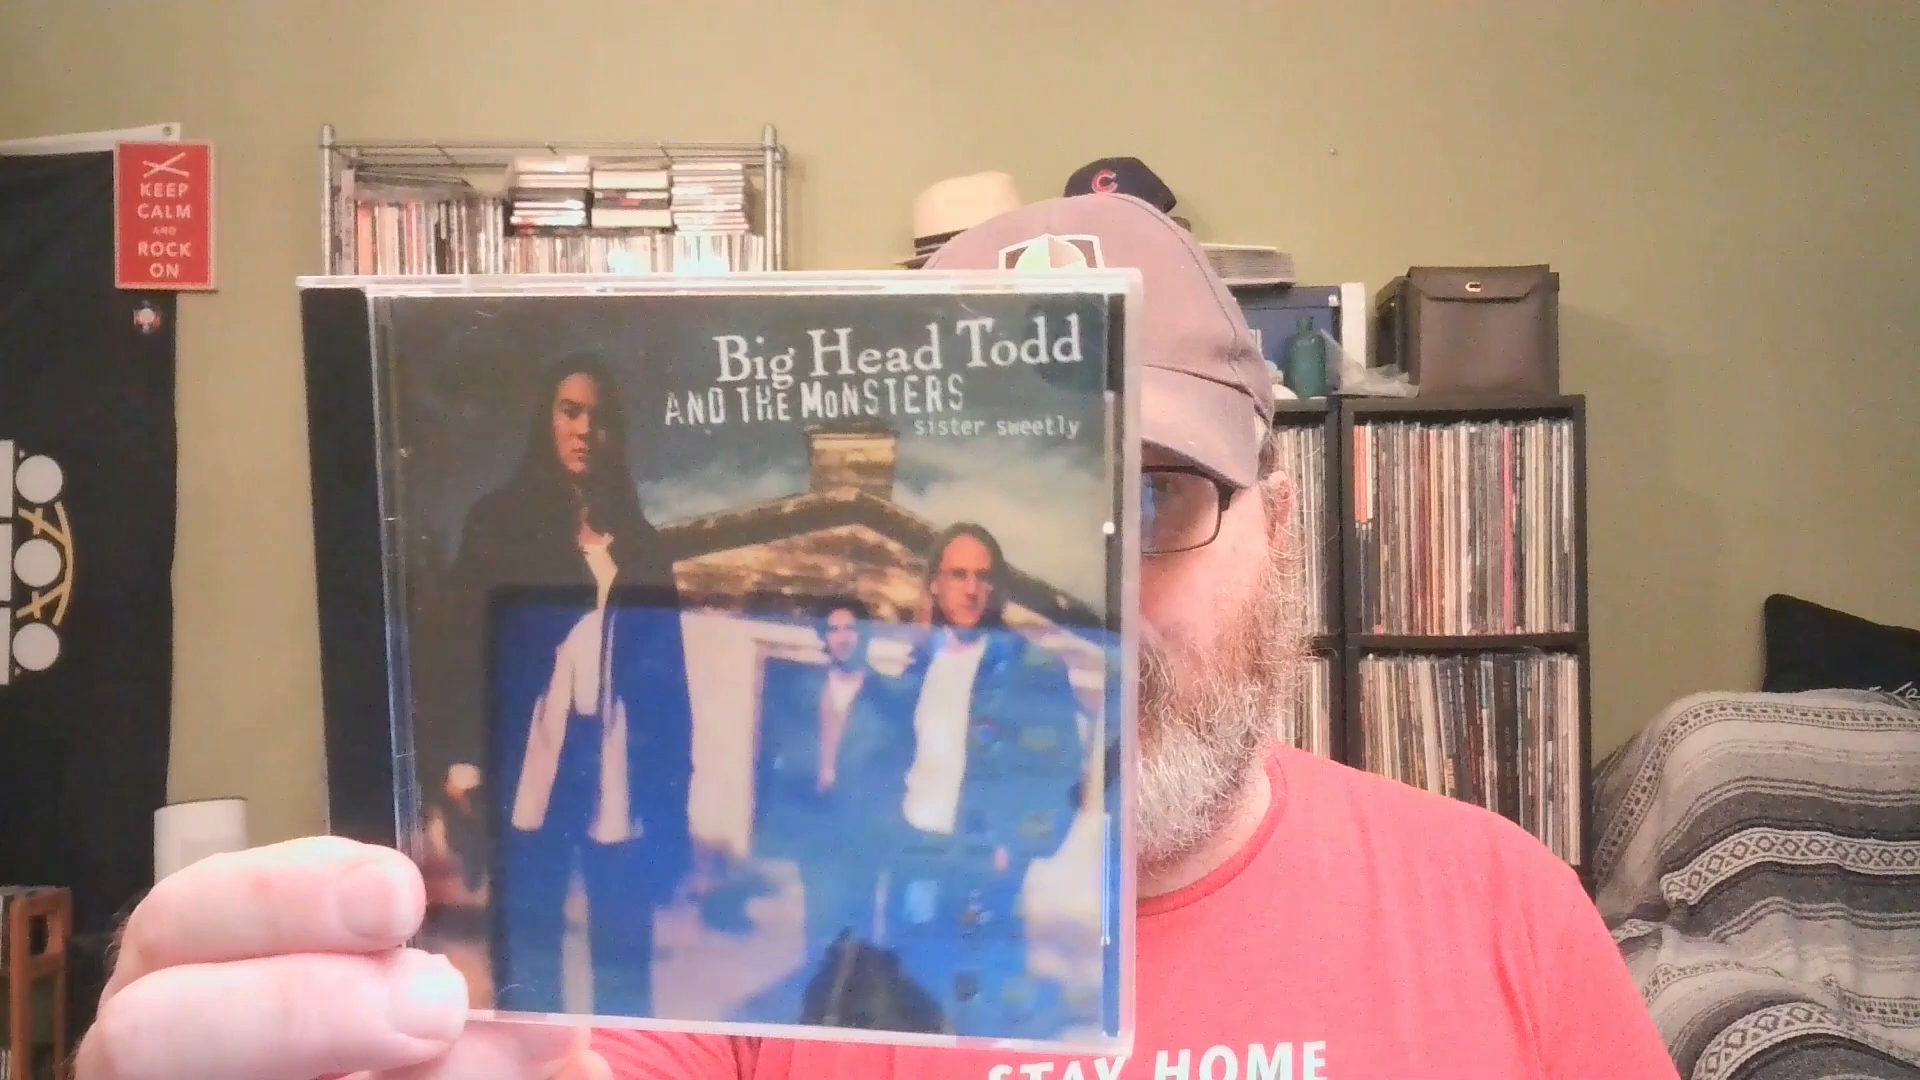 KEEP
CALM
AND
ROCK
ON
C
Big Head Todd
AND THE MONSTERS
sister sweetly
STAY HOME